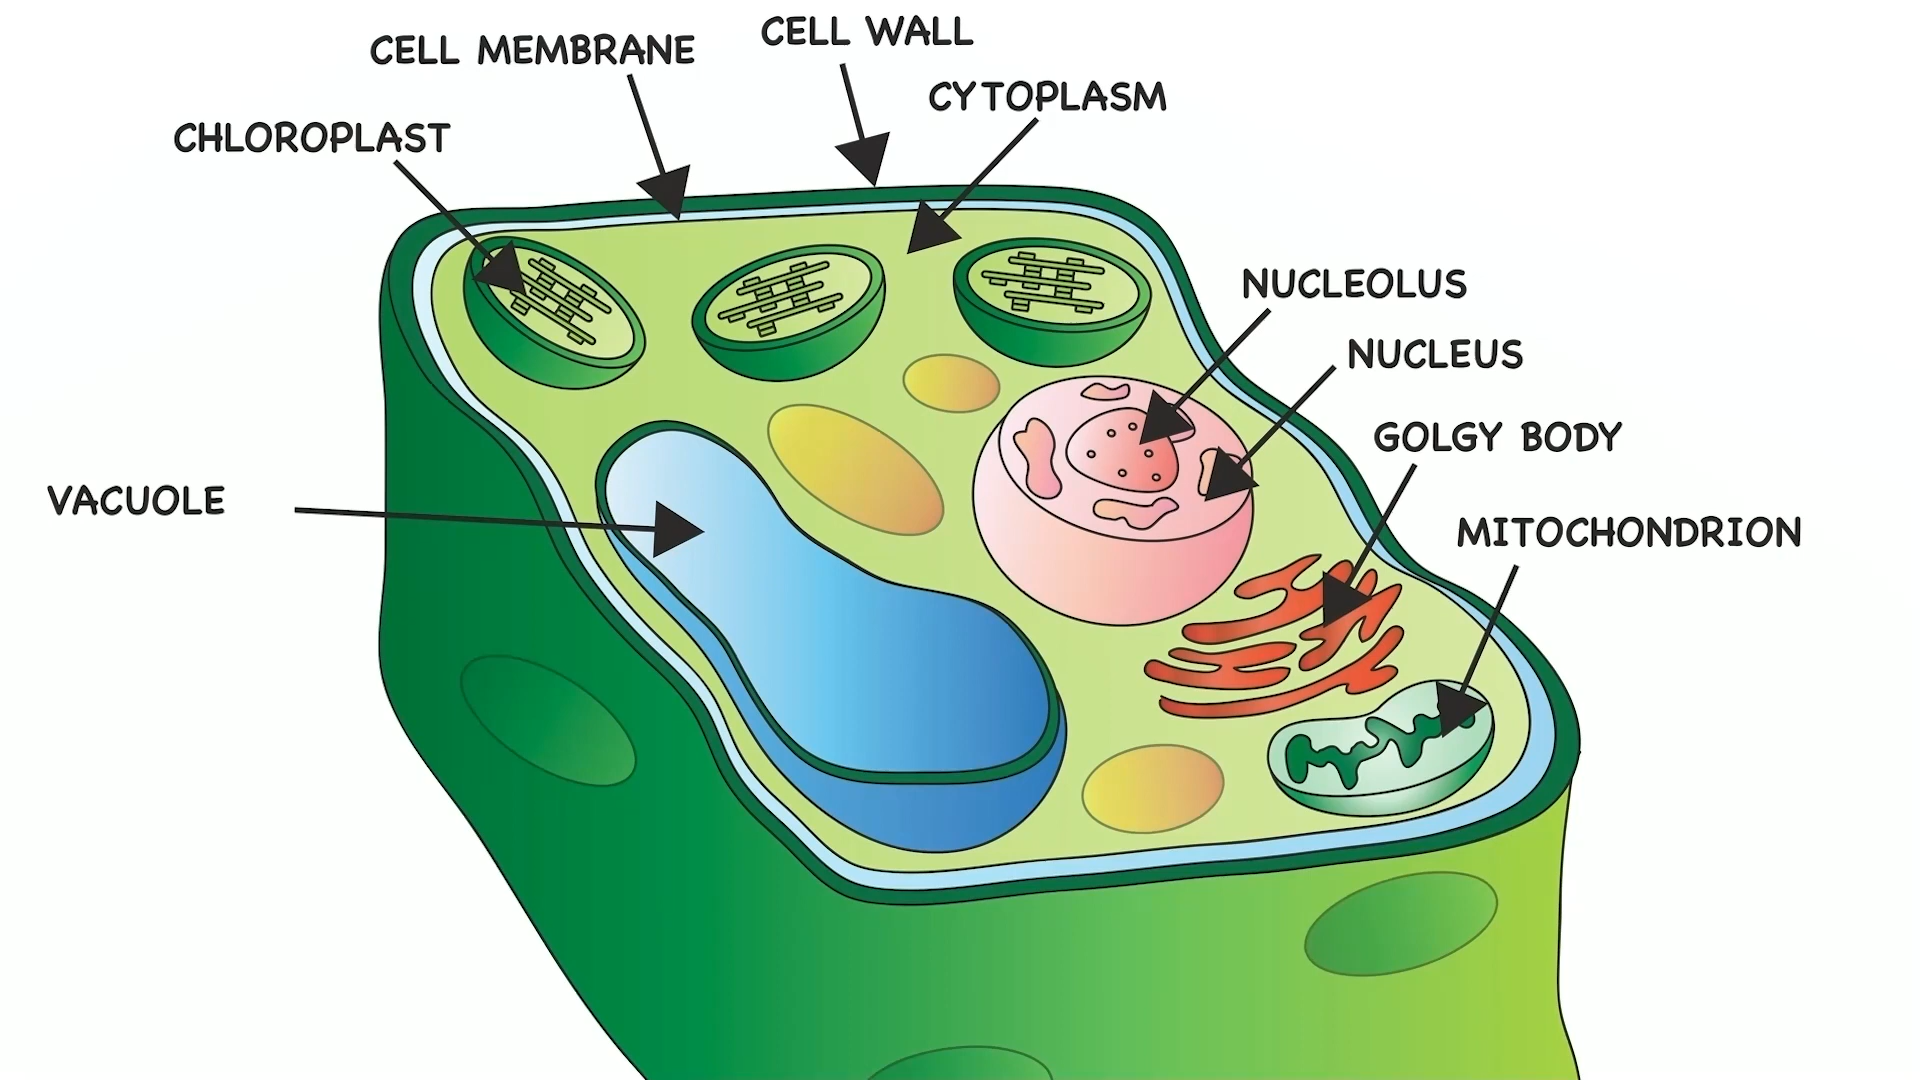 CELL WALL
CELL MEMBRANE
CYTOPLASM
CHLOROPLAST
NUCLEOLUS
NUCLEUS
GOLGY BODY
VACUOLE
MITOCHONDRION